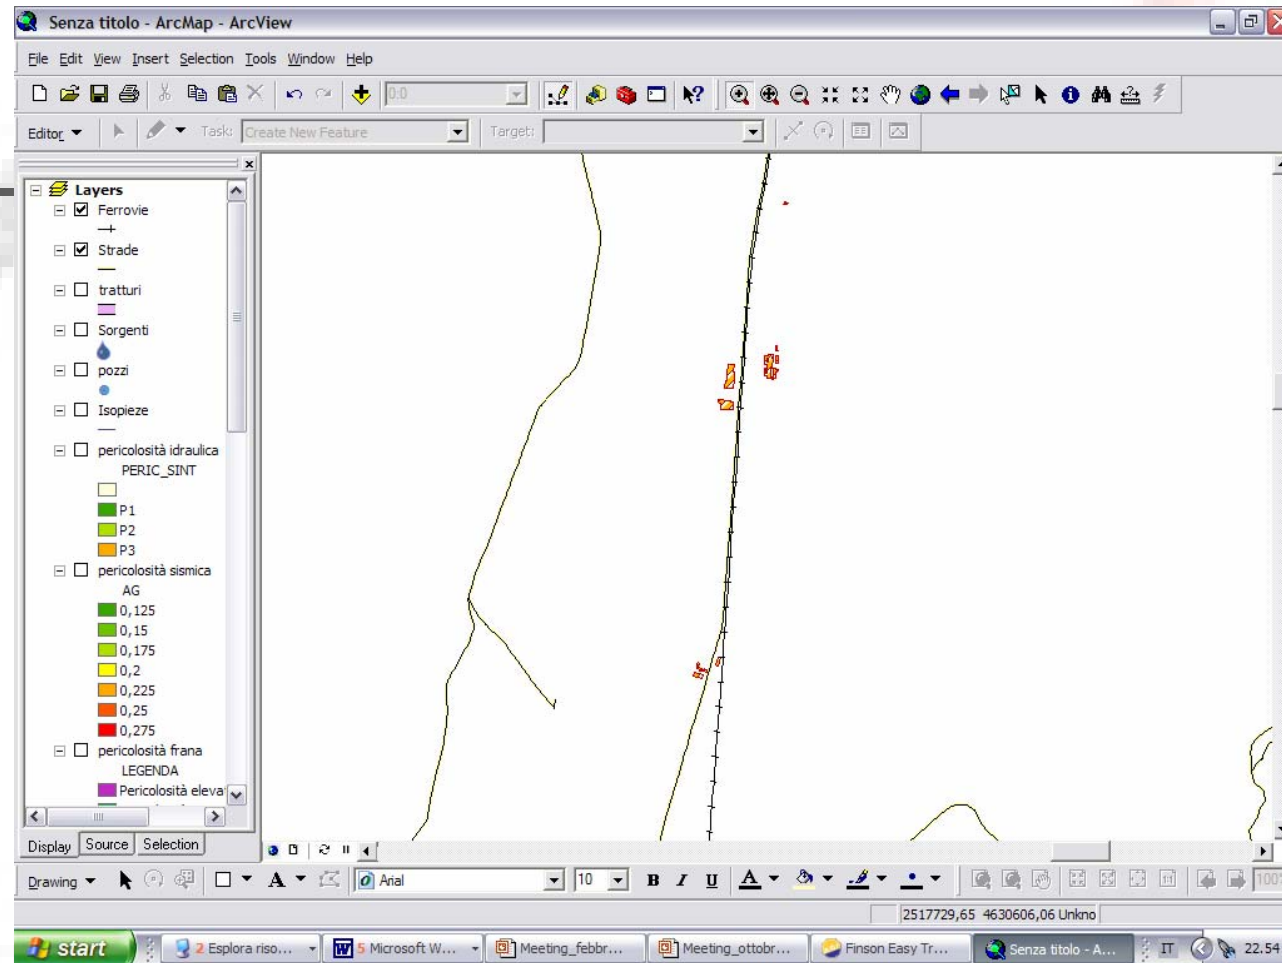 Senza titolo - ArcMap - ArcView
File Edit View Insert Selection Tools Window Help
0:0
Editor Task: Create New Feature Target:
Layers
Ferrovie
Strade
tratturi
Sorgenti
pozzi
Isopieze
pericolosità idraulica
PERIC_SINT
P1
P2
P3
pericolosità sismica
AG
0,125
0,15
0,175
0,2
0,225
0,25
0,275
pericolosità frana
LEGENDA
Pericolosità eleva
Display Source Selection
Drawing A Arial 10 B I U A 100%
2517729,65 4630606,06 Unkno
start 2 Esplora riso... 5 Microsoft W... Meeting_febbr... Meeting_ottobr... Finson Easy Tr... Senza titolo - A... IT 22.54